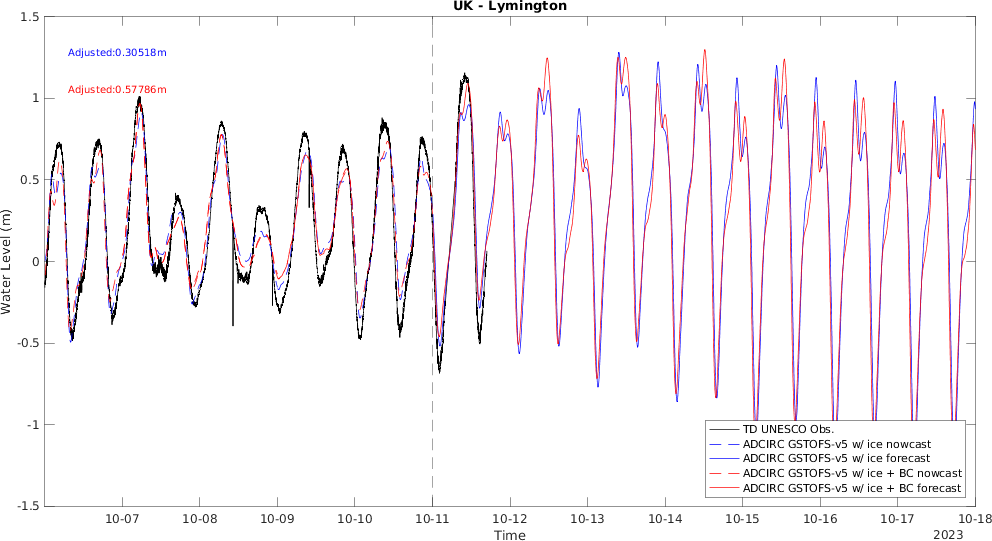 UK - Lymington
Adjusted:0.30518m
Adjusted:0.57786m
Water Level (m)
1.5
1
0.5
0
-0.5
-1
-1.5
TD UNESCO Obs.
ADCIRC GSTOFS-v5 w/ ice nowcast
ADCIRC GSTOFS-v5 w/ ice forecast
ADCIRC GSTOFS-v5 w/ ice + BC nowcast
ADCIRC GSTOFS-v5 w/ ice + BC forecast
10-07 10-08 10-09 10-10 10-11 10-12 10-13 10-14 10-15 10-16 10-17 10-18
Time
2023